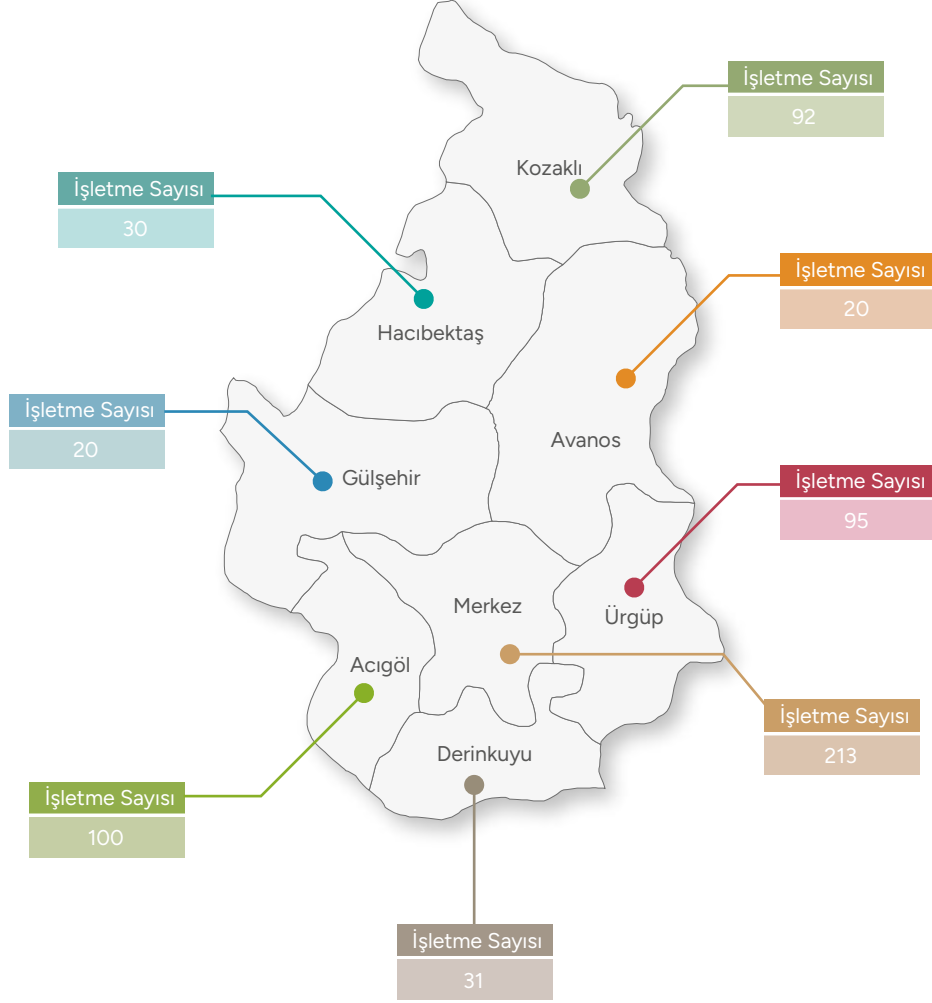 İşletme Sayısı
92
Kozaklı
İşletme Sayısı
30
İşletme Sayısı
20
Hacıbektaş
İşletme Sayısı
20
Avanos
Gülşehir
İşletme Sayısı
95
Merkez
Ürgüp
Acıgöl
İşletme Sayısı
213
Derinkuyu
İşletme Sayısı
100
İşletme Sayısı
31